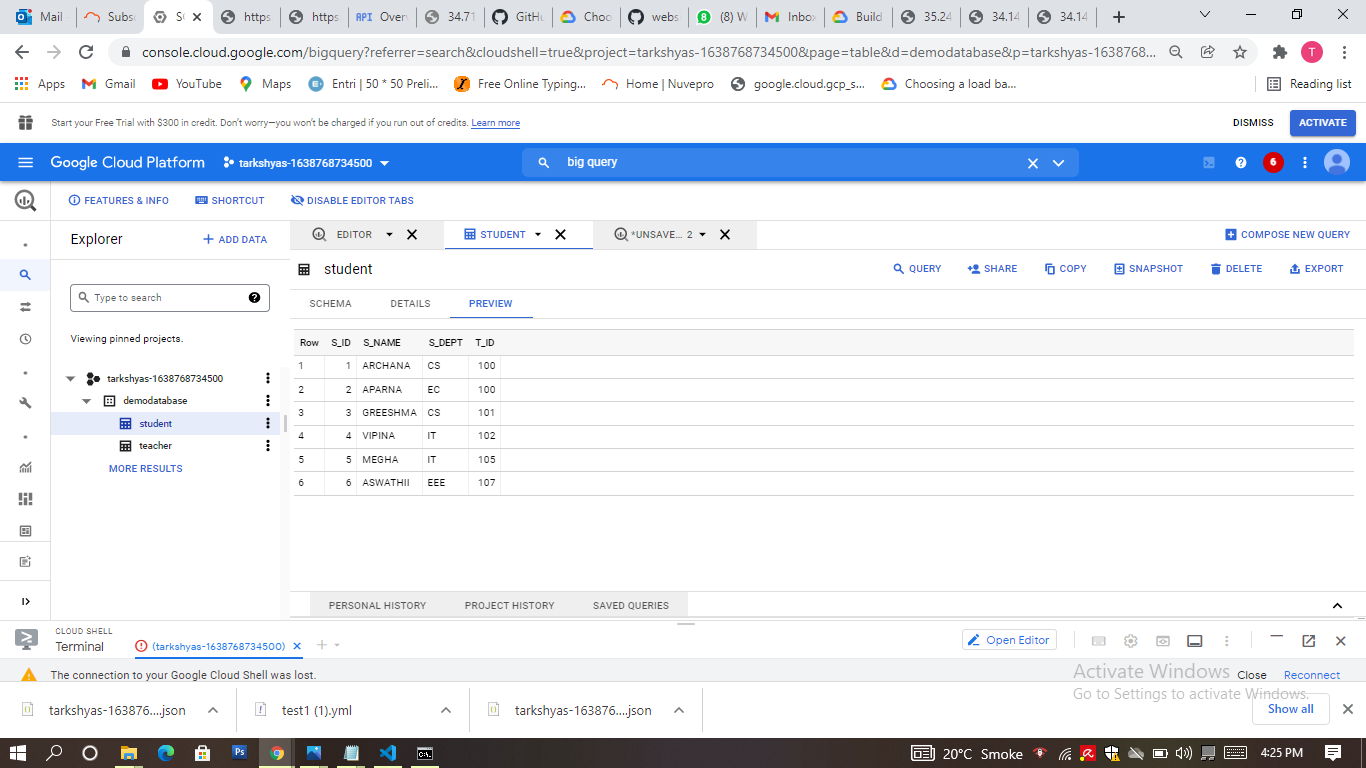 Mail
Subs
SC
https
https
API Over
34.71
GitHu
Choo
webs
(8) W
Inbox
Build
35.24
34.14
34.14
console.cloud.google.com/bigquery?referrer=search&cloudshell=true&project=tarkshyas-1638768734500&page=table&d=demodatabase&p=tarkshyas-1638768...
T
Apps
Gmail
YouTube
Maps
Entri | 50 * 50 Preli...
Free Online Typing...
Home | Nuvepro
google.cloud.gcp_s...
Choosing a load ba...
Reading list
Start your Free Trial with $300 in credit. Don't worry—you won't be charged if you run out of credits. Learn more
DISMISS
ACTIVATE
Google Cloud Platform
tarkshyas-1638768734500
big query
6
FEATURES & INFO
SHORTCUT
DISABLE EDITOR TABS
Explorer
+ ADD DATA
EDITOR
STUDENT
*UNSAVE... 2
COMPOSE NEW QUERY
student
QUERY
SHARE
COPY
SNAPSHOT
DELETE
EXPORT
Type to search
SCHEMA
DETAILS
PREVIEW
Viewing pinned projects.
Row S_ID S_NAME S_DEPT T_ID
1 1 ARCHANA CS 100
2 2 APARNA EC 100
3 3 GREESHMA CS 101
4 4 VIPINA IT 102
5 5 MEGHA IT 105
6 6 ASWATHII EEE 107
tarkshyas-1638768734500
demodatabase
student
teacher
MORE RESULTS
PERSONAL HISTORY
PROJECT HISTORY
SAVED QUERIES
CLOUD SHELL
Terminal
(tarkshyas-1638768734500)
Open Editor
The connection to your Google Cloud Shell was lost.
Close
Reconnect
Activate Windows
Go to Settings to activate Windows.
tarkshyas-163876....json
test1 (1).yml
tarkshyas-163876....json
Show all
Ps
20°C Smoke
4:25 PM